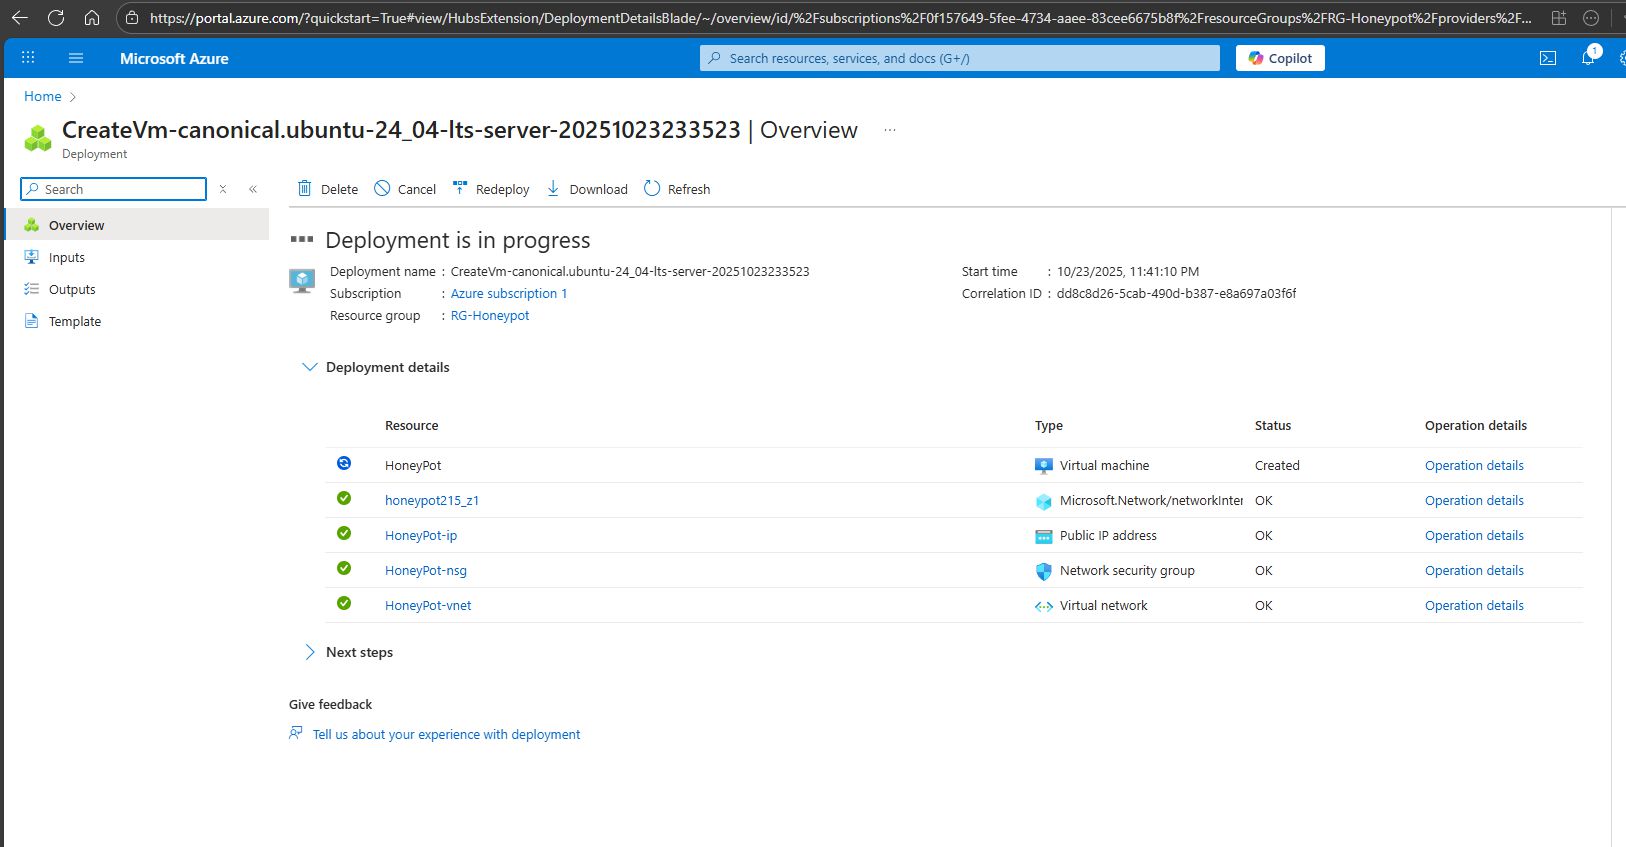 https://portal.azure.com/?quickstart=True#view/HubsExtension/DeploymentDetailsBlade/~/overview/id/%2Fsubscriptions%2F0f157649-5fee-4734-aaee-83cee6675b8f%2FresourceGroups%2FRG-Honeypot%2Fproviders%2F...
Microsoft Azure
Search resources, services, and docs (G+/)
Copilot
1
Home
CreateVm-canonical.ubuntu-24_04-lts-server-20251023233523 | Overview ...
Deployment
Search
Delete Cancel Redeploy Download Refresh
Overview
Inputs
Outputs
Template
Deployment is in progress
Deployment name : CreateVm-canonical.ubuntu-24_04-lts-server-20251023233523
Subscription : Azure subscription 1
Resource group : RG-Honeypot
Start time : 10/23/2025, 11:41:10 PM
Correlation ID : dd8c8d26-5cab-490d-b387-e8a697a03f6f
Deployment details
Resource Type Status Operation details
HoneyPot Virtual machine Created Operation details
honeypot215_z1 Microsoft.Network/networkInter OK Operation details
HoneyPot-ip Public IP address OK Operation details
HoneyPot-nsg Network security group OK Operation details
HoneyPot-vnet Virtual network OK Operation details
Next steps
Give feedback
Tell us about your experience with deployment